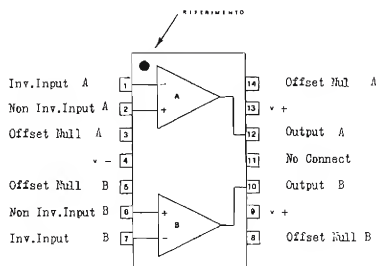 RIFERIMENTO
Inv.Input A 1 - 14 Offset Nul A
Non Inv.Input A 2 + A 13 v +
Offset Null A 3 12 Output A
v - 4 11 No Connect
Offset Null B 5 10 Output B
Non Inv.Input B 6 + 9 v +
Inv.Input B 7 - B 8 Offset Null B